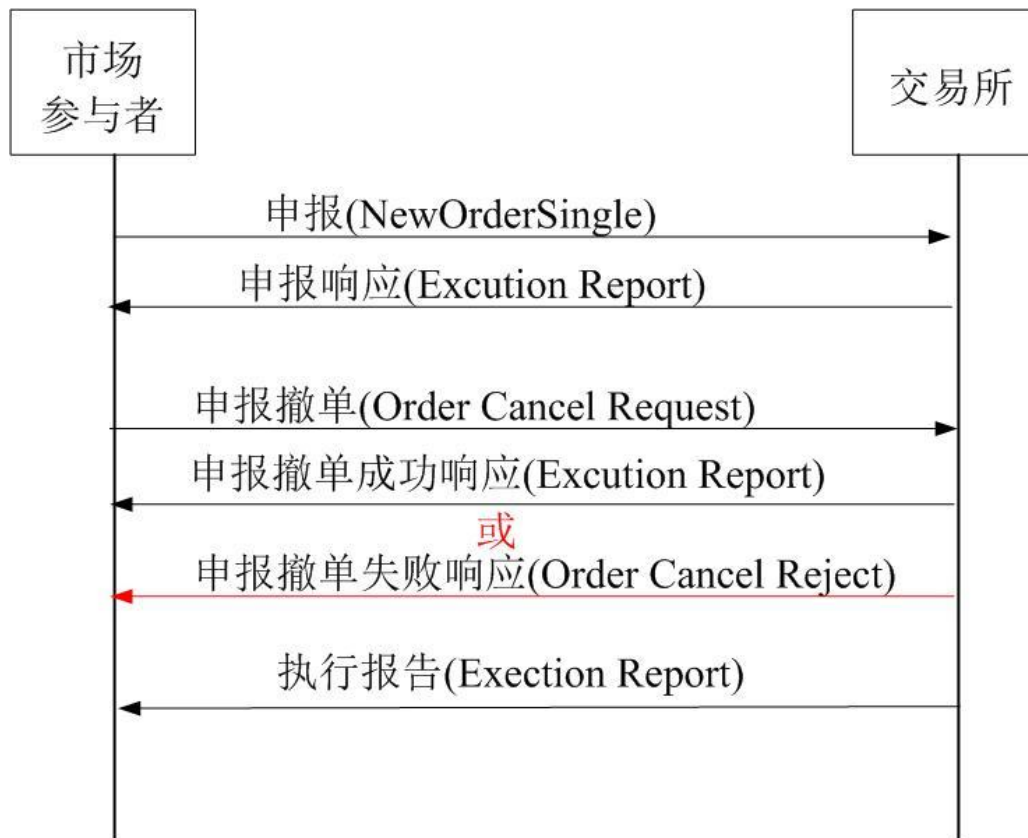 市场
参与者
交易所
申报(NewOrderSingle)
申报响应(Excution Report)
申报撤单(Order Cancel Request)
申报撤单成功响应(Excution Report)
或
申报撤单失败响应(Order Cancel Reject)
执行报告(Exection Report)